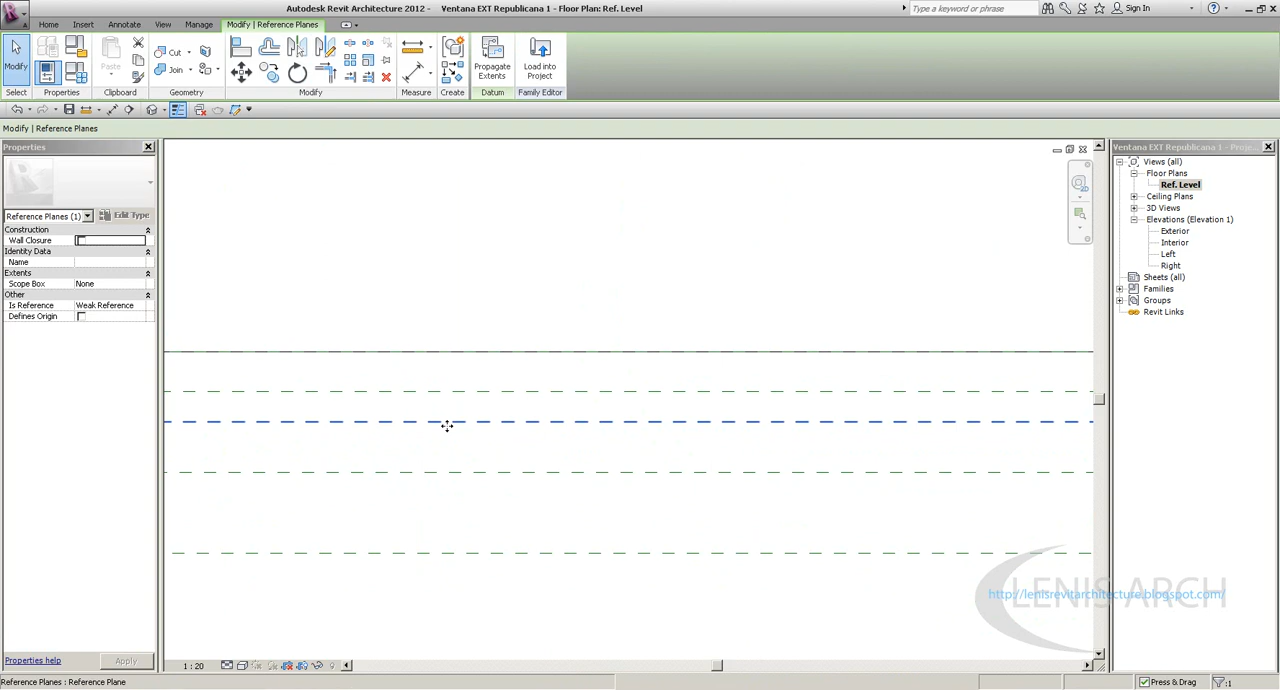 Autodesk Revit Architecture 2012 - Ventana EXT Republicana 1 - Floor Plan: Ref. Level
Type a keyword or phrase
Sign In
Home
Insert
Annotate
View
Manage
Modify | Reference Planes
Modify
Paste
Cut
Join
Propagate
Extents
Load into
Project
Select
Properties
Clipboard
Geometry
Modify
Measure
Create
Datum
Family Editor
Modify | Reference Planes
Properties
Reference Planes (1)
Edit Type
Construction
Wall Closure
Identity Data
Name
Extents
Scope Box None
Other
Is Reference Weak Reference
Defines Origin
Properties help
Apply
1 : 20
Ventana EXT Republicana 1 - Proje...
Views (all)
Floor Plans
Ref. Level
Ceiling Plans
3D Views
Elevations (Elevation 1)
Exterior
Interior
Left
Right
Sheets (all)
Families
Groups
Revit Links
LENIS ARCH
http://lenisrevitarchitecture.blogspot.com/
Reference Planes : Reference Plane
Press & Drag
:1